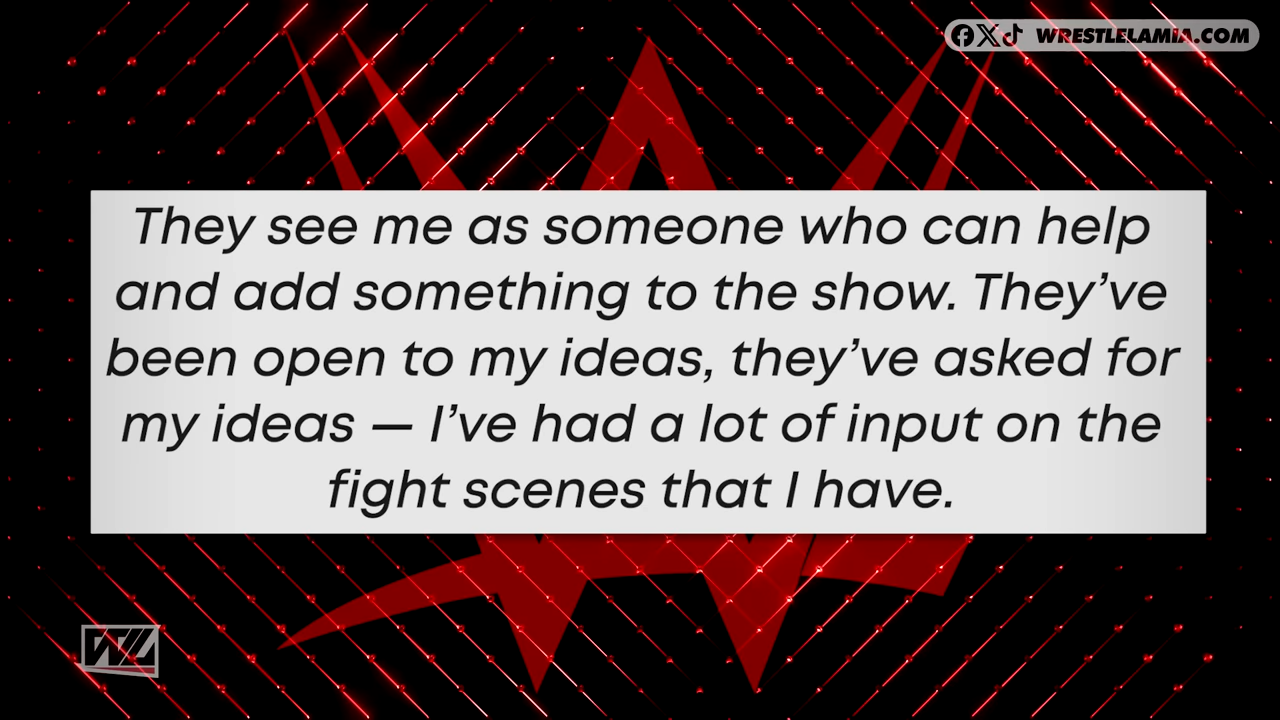 WRESTLELAMIA.COM
They see me as someone who can help
and add something to the show. They’ve
been open to my ideas, they’ve asked for
my ideas — I’ve had a lot of input on the
fight scenes that I have.
WL